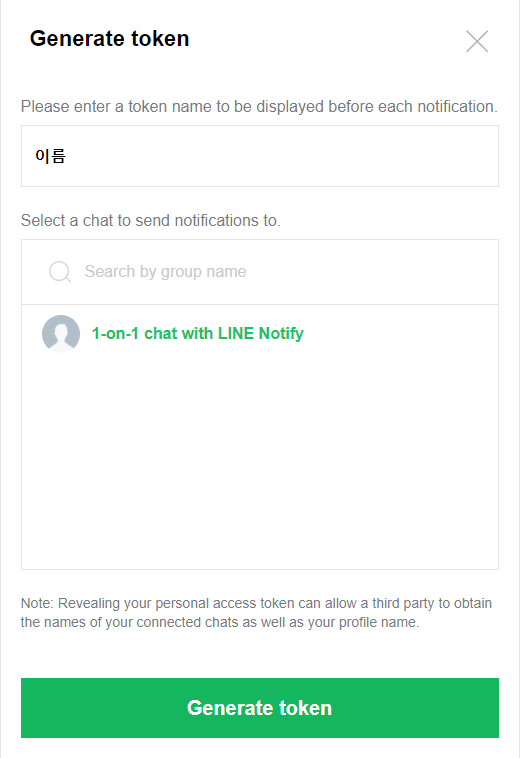 Generate token
Please enter a token name to be displayed before each notification.
이름
Select a chat to send notifications to.
Search by group name
1-on-1 chat with LINE Notify
Note: Revealing your personal access token can allow a third party to obtain
the names of your connected chats as well as your profile name.
Generate token